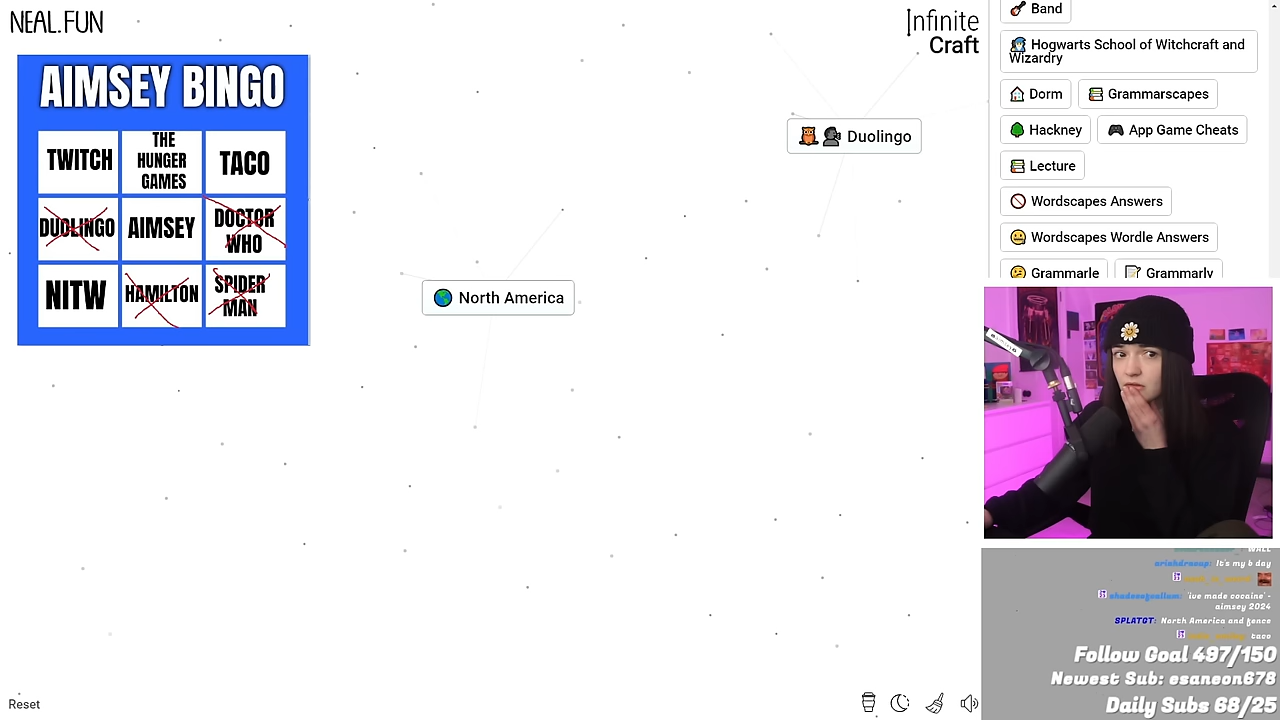 NEAL.FUN
Infinite
Craft
AIMSEY BINGO
TWITCH
THE
HUNGER
GAMES
TACO
DUOLINGO
AIMSEY
DOCTOR
WHO
NITW
HAMILTON
SPIDER
MAN
Duolingo
North America
Band
Hogwarts School of Witchcraft and
Wizardry
Dorm
Grammarscapes
Hackney
App Game Cheats
Lecture
Wordscapes Answers
Wordscapes Wordle Answers
Grammarle
Grammarly
WALL
It's my b day
shadesofvallum: 'ive made cocaine' -
aimsey 2024
SPLATGT: North America and fence
taco
Follow Goal 497/150
Newest Sub: esaneon678
Daily Subs 68/25
Reset